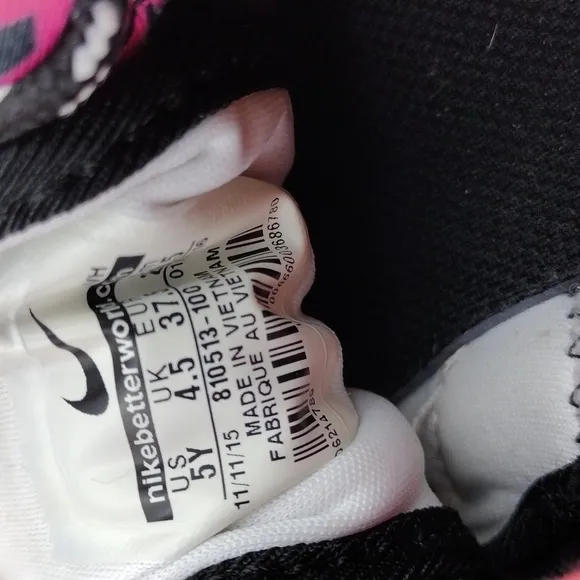 nikebetterworld.com
US UK EUR
5Y 4.5 37.5
11/11/15 810513-100
MADE IN VIETNAM
FABRIQUE AU VIETNAM
00666003686780